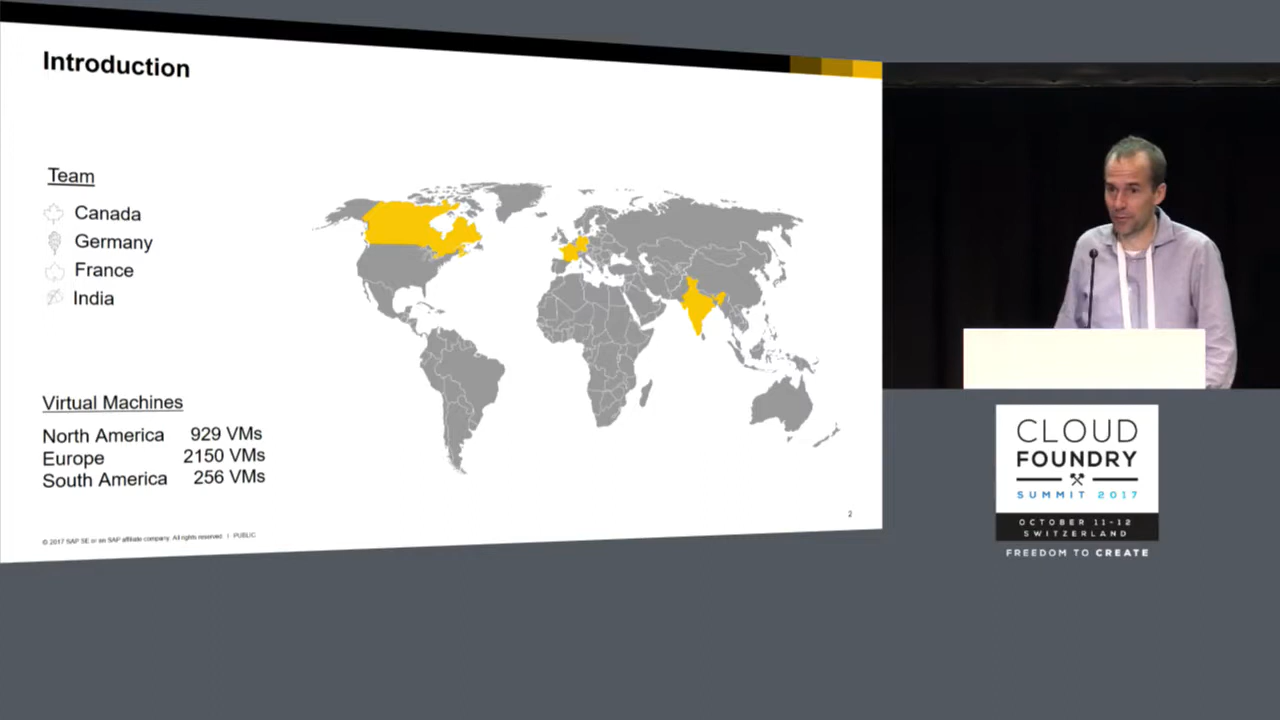 Introduction
Team
Canada
Germany
France
India
Virtual Machines
North America 929 VMs
Europe 2150 VMs
South America 256 VMs
© 2017 SAP SE or an SAP affiliate company. All rights reserved. | PUBLIC
2
CLOUD
FOUNDRY
SUMMIT 2017
OCTOBER 11-12
SWITZERLAND
FREEDOM TO CREATE